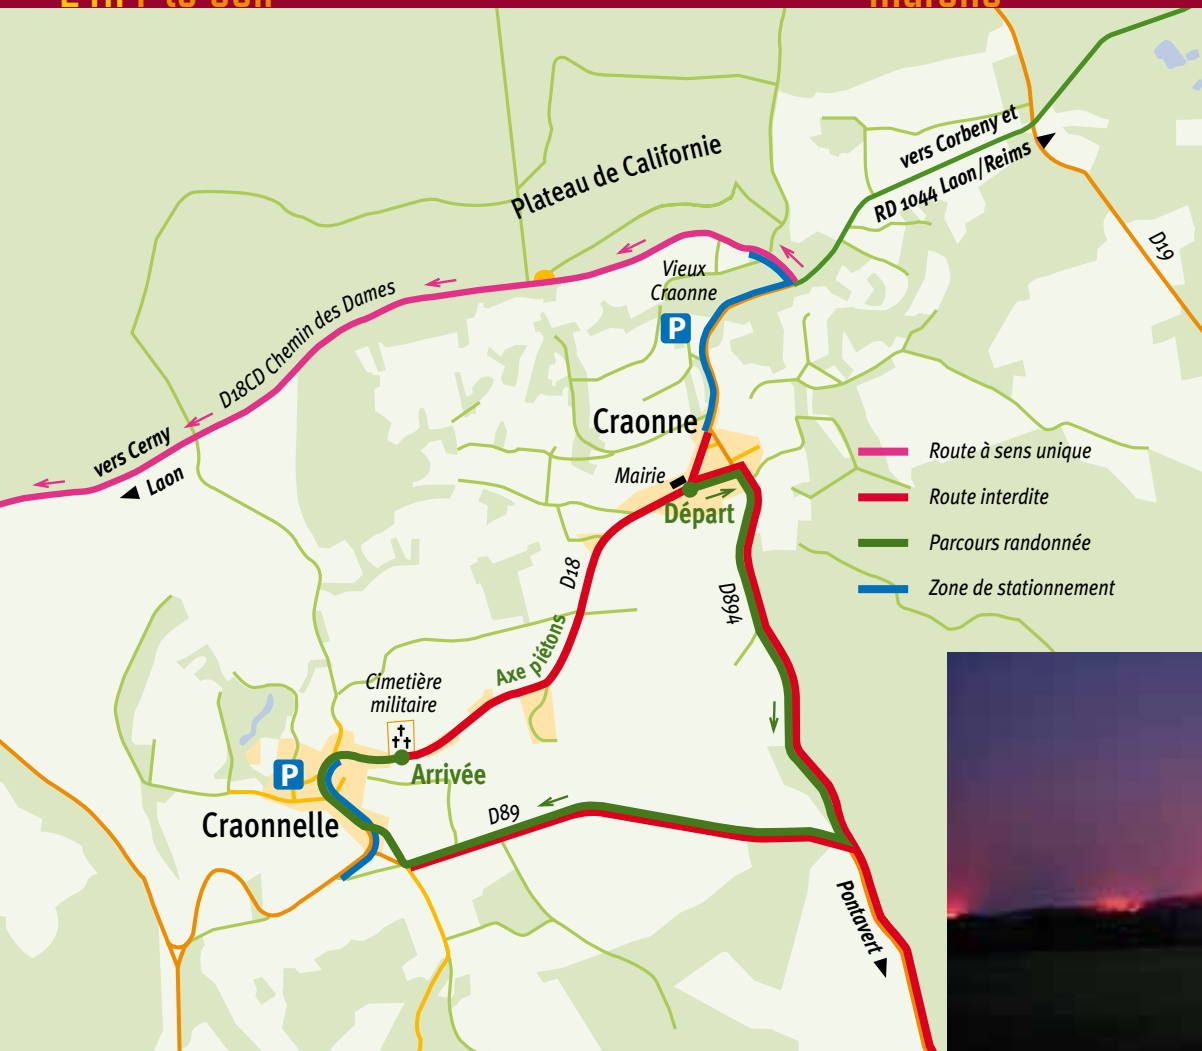 Plateau de Californie
vers Corbeny et
RD 1044 Laon/Reims
D19
Vieux
Craonne
P
D18CD Chemin des Dames
vers Cerny
Laon
Craonne
Mairie
Départ
Route à sens unique
Route interdite
Parcours randonnée
Zone de stationnement
D18
D894
Axe piétons
Cimetière
militaire
Arrivée
P
Craonnelle
D89
Pontavert